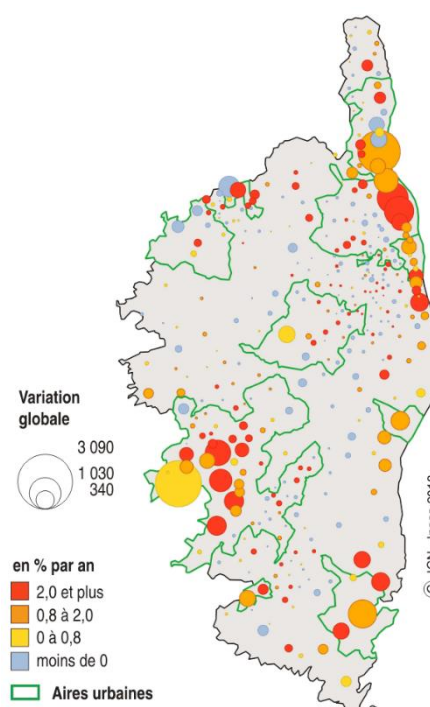 Variation
globale
3 090
1 030
340
en % par an
2,0 et plus
0,8 à 2,0
0 à 0,8
moins de 0
Aires urbaines